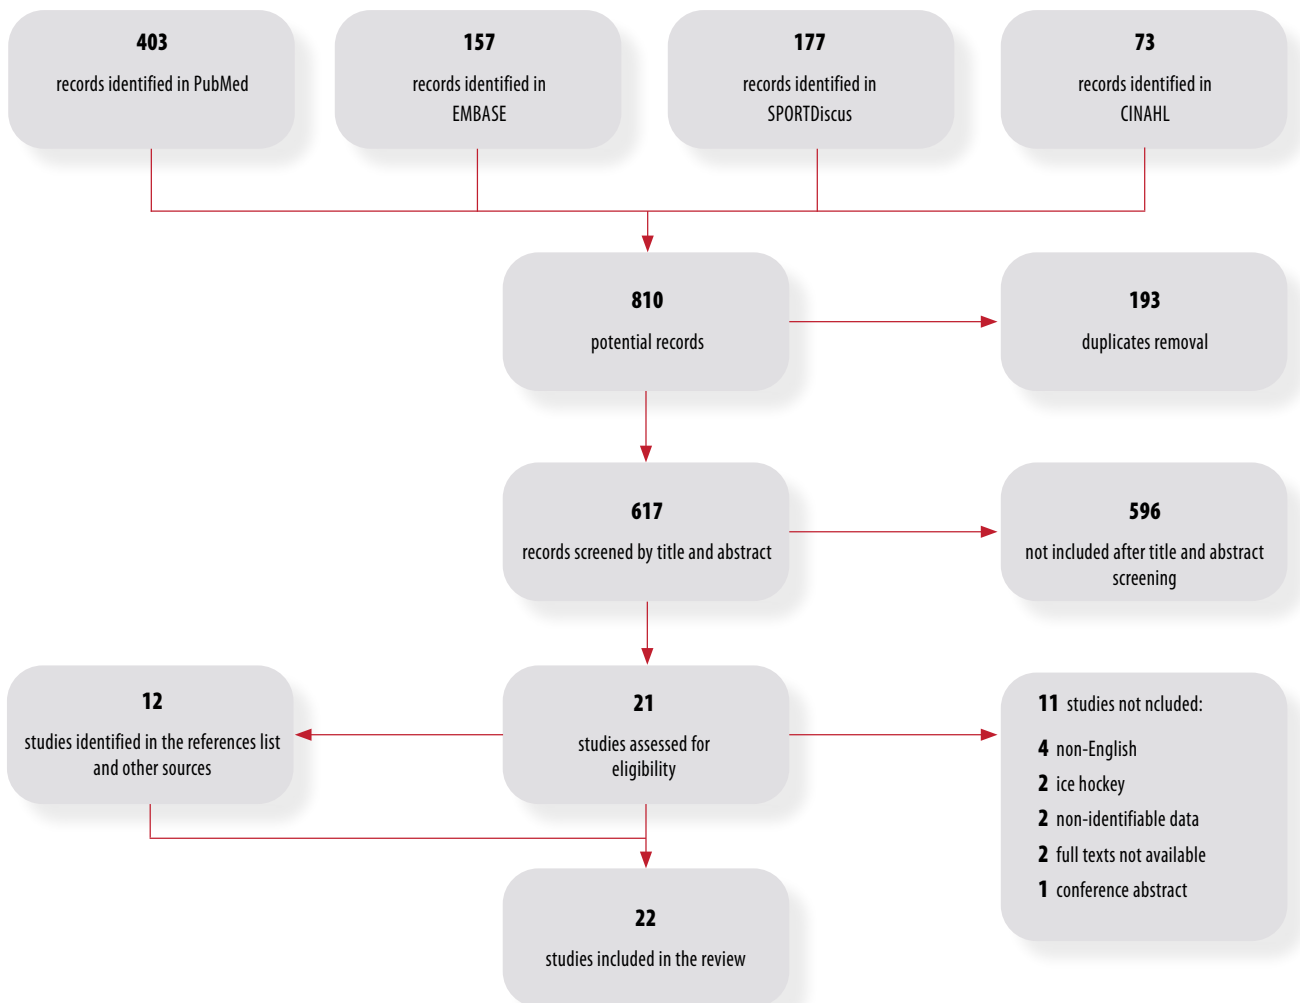 403
records identified in PubMed
157
records identified in
EMBASE
177
records identified in
SPORTDiscus
73
records identified in
CINAHL
810
potential records
193
duplicates removal
617
records screened by title and abstract
596
not included after title and abstract
screening
12
studies identified in the references list
and other sources
21
studies assessed for
eligibility
11 studies not ncluded:
4 non-English
2 ice hockey
2 non-identifiable data
2 full texts not available
1 conference abstract
22
studies included in the review